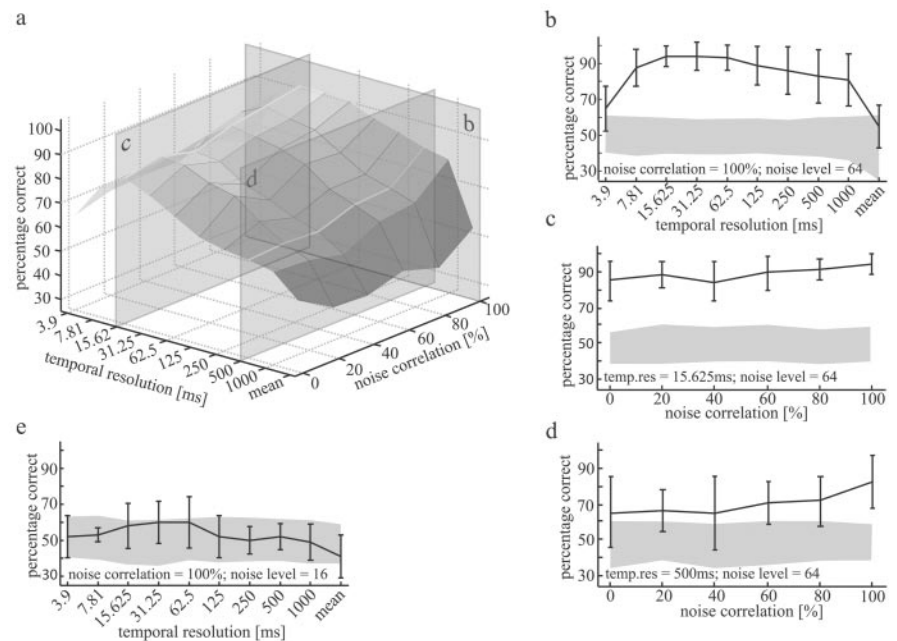 a
100
90
80
70
60
50
40
30
percentage correct
c
d
b
3.9
7.81
15.62
31.25
62.5
125
250
500
1000
mean
temporal resolution [ms]
0
20
40
60
80
100
noise correlation [%]
b
90
70
50
30
percentage correct
noise correlation = 100%; noise level = 64
3.9
7.81
15.625
31.25
62.5
125
250
500
1000
mean
temporal resolution [ms]
c
90
70
50
30
percentage correct
temp.res = 15.625ms; noise level = 64
0 20 40 60 80 100
noise correlation [%]
e
90
70
50
30
percentage correct
noise correlation = 100%; noise level = 16
3.9
7.81
15.625
31.25
62.5
125
250
500
1000
mean
temporal resolution [ms]
d
90
70
50
30
percentage correct
temp.res = 500ms; noise level = 64
0 20 40 60 80 100
noise correlation [%]